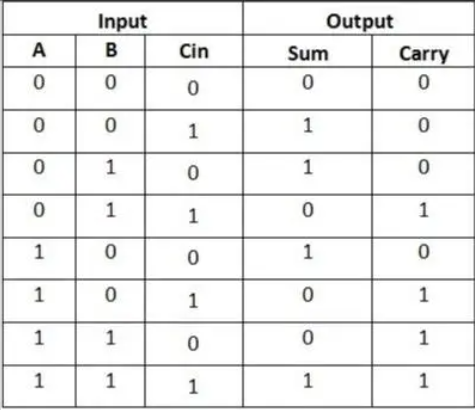 Input Output
A B Cin Sum Carry
0 0 0 0 0
0 0 1 1 0
0 1 0 1 0
0 1 1 0 1
1 0 0 1 0
1 0 1 0 1
1 1 0 0 1
1 1 1 1 1